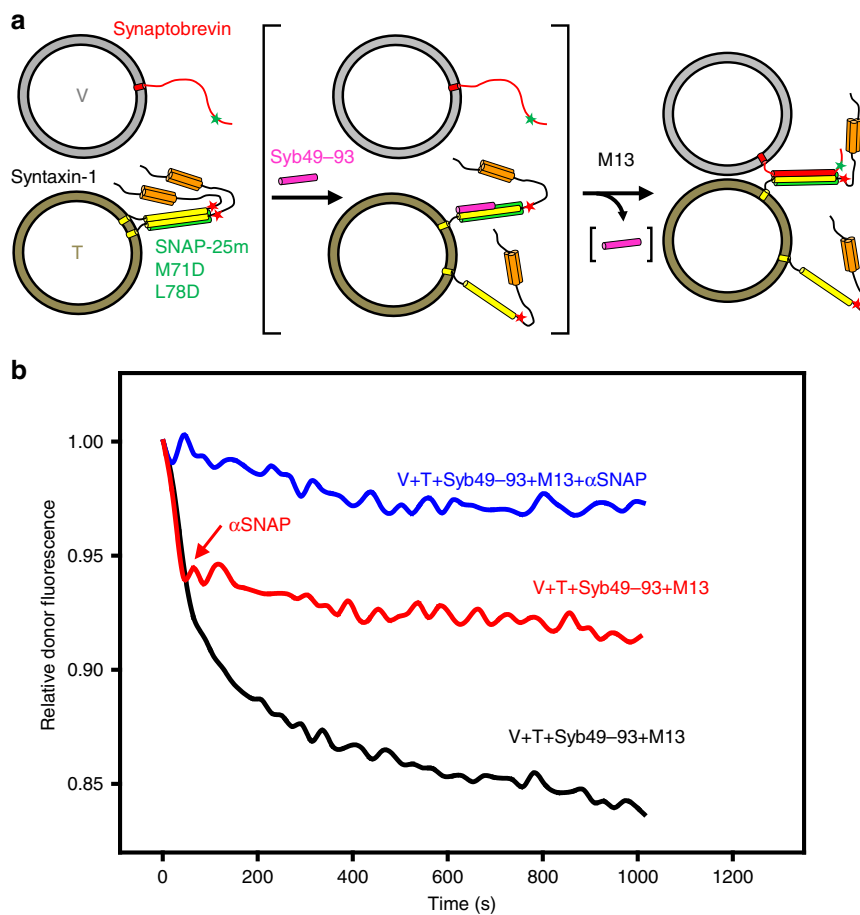 a
Synaptobrevin
V
Syb49–93
M13
Syntaxin-1
T
SNAP-25m
M71D
L78D
b
1.00
0.95
0.90
0.85
Relative donor fluorescence
V+T+Syb49–93+M13+αSNAP
αSNAP
V+T+Syb49–93+M13
V+T+Syb49–93+M13
0 200 400 600 800 1000 1200
Time (s)